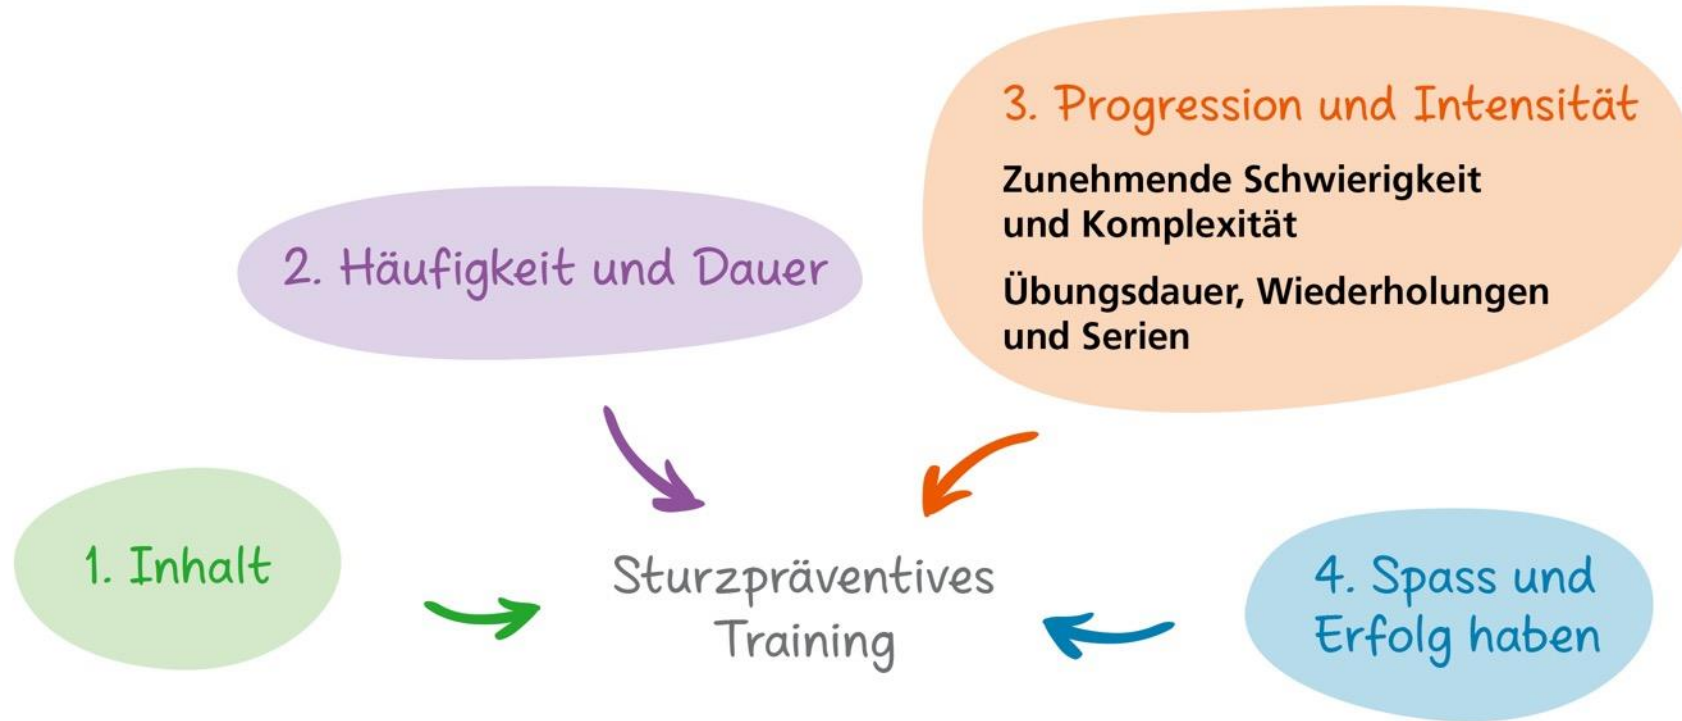 1. Inhalt
2. Häufigkeit und Dauer
3. Progression und Intensität
Zunehmende Schwierigkeit
und Komplexität
Übungsdauer, Wiederholungen
und Serien
4. Spass und
Erfolg haben
Sturzpräventives
Training